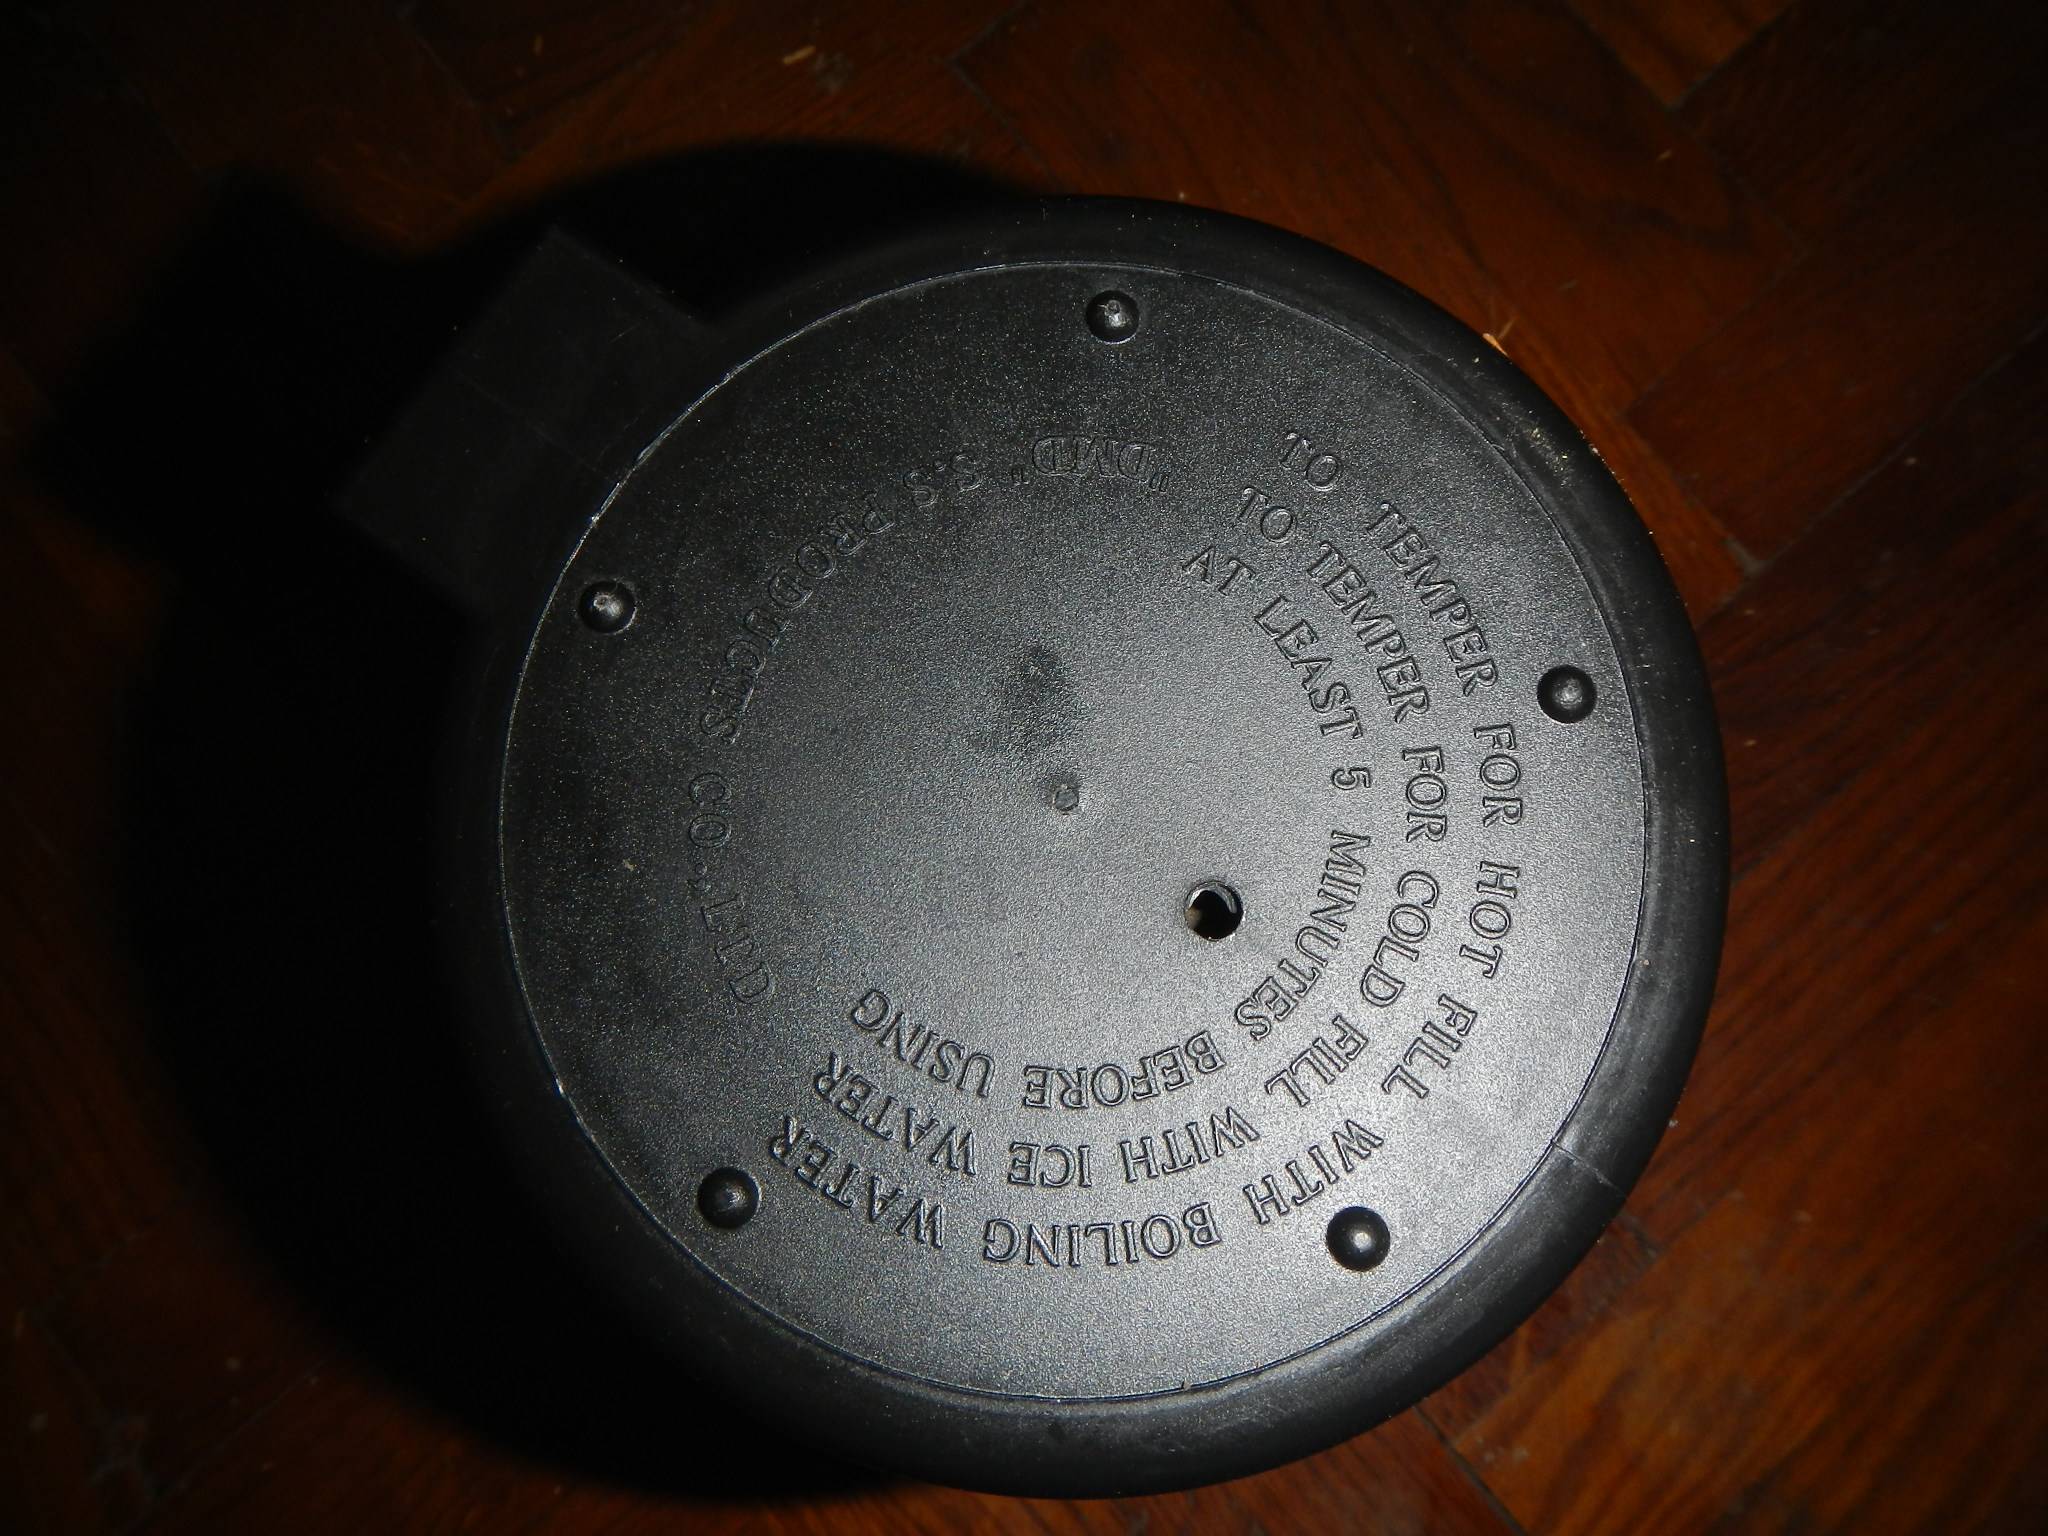 TO TEMPER FOR HOT FILL WITH BOILING WATER
TO TEMPER FOR COLD FILL WITH ICE WATER
AT LEAST 5 MINUTES BEFORE USING
"DMD" S.S PRODUCTS CO.,LTD